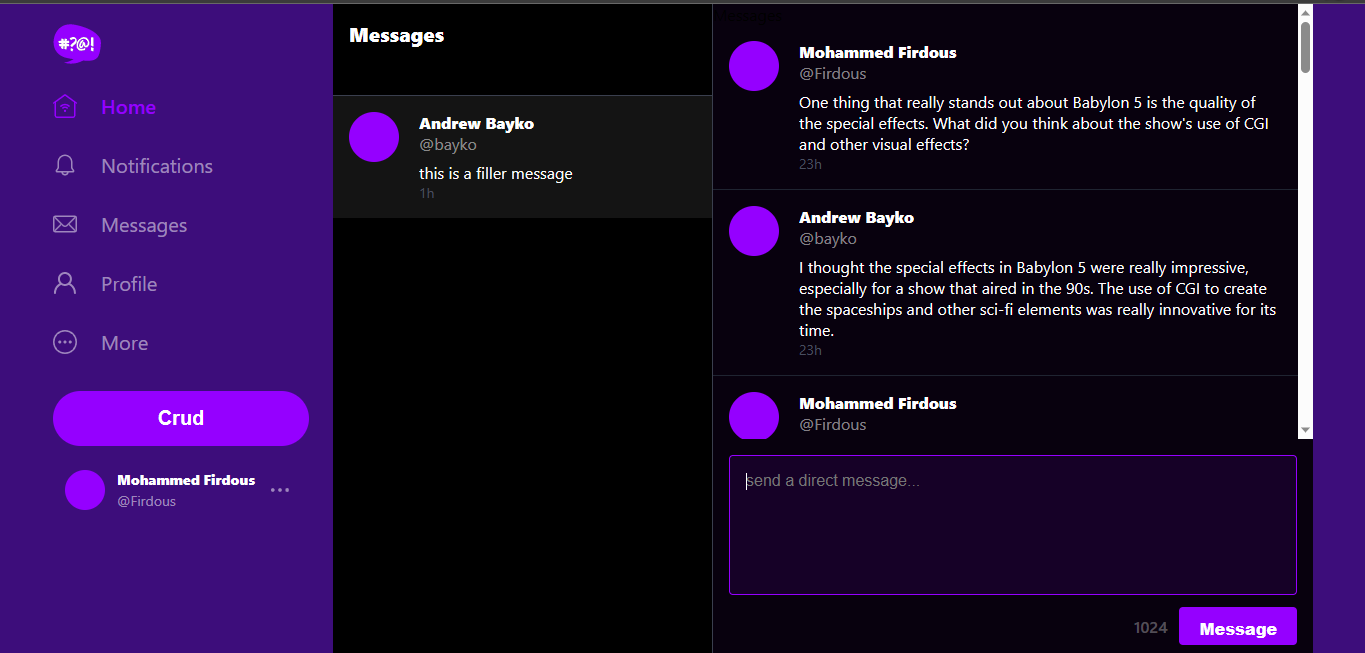 #?@!
Home
Notifications
Messages
Profile
More
Crud
Mohammed Firdous
@Firdous
Messages
Andrew Bayko
@bayko
this is a filler message
1h
Messages
Mohammed Firdous
@Firdous
One thing that really stands out about Babylon 5 is the quality of
the special effects. What did you think about the show's use of CGI
and other visual effects?
23h
Andrew Bayko
@bayko
I thought the special effects in Babylon 5 were really impressive,
especially for a show that aired in the 90s. The use of CGI to create
the spaceships and other sci-fi elements was really innovative for its
time.
23h
Mohammed Firdous
@Firdous
send a direct message...
1024
Message